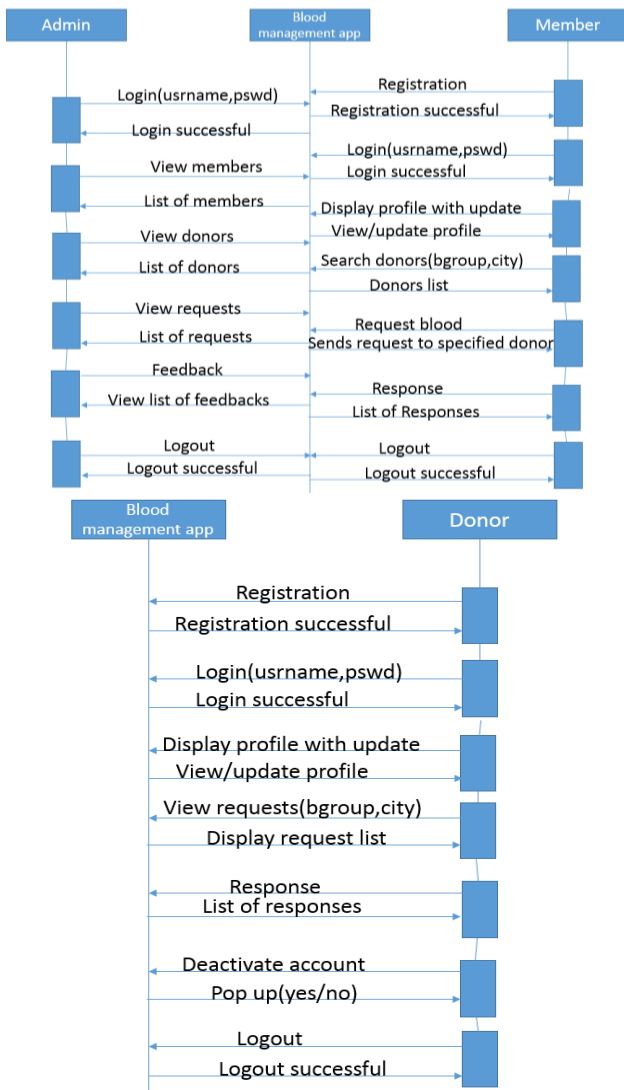 Admin
Blood
management app
Member
Registration
Login(usrname,pswd)
Registration successful
Login successful
Login(usrname,pswd)
View members
Login successful
List of members
Display profile with update
View donors
View/update profile
Search donors(bgroup,city)
List of donors
Donors list
View requests
Request blood
List of requests
Sends request to specified donor
Feedback
Response
View list of feedbacks
List of Responses
Logout
Logout
Logout successful
Logout successful
Blood
management app
Donor
Registration
Registration successful
Login(usrname,pswd)
Login successful
Display profile with update
View/update profile
View requests(bgroup,city)
Display request list
Response
List of responses
Deactivate account
Pop up(yes/no)
Logout
Logout successful